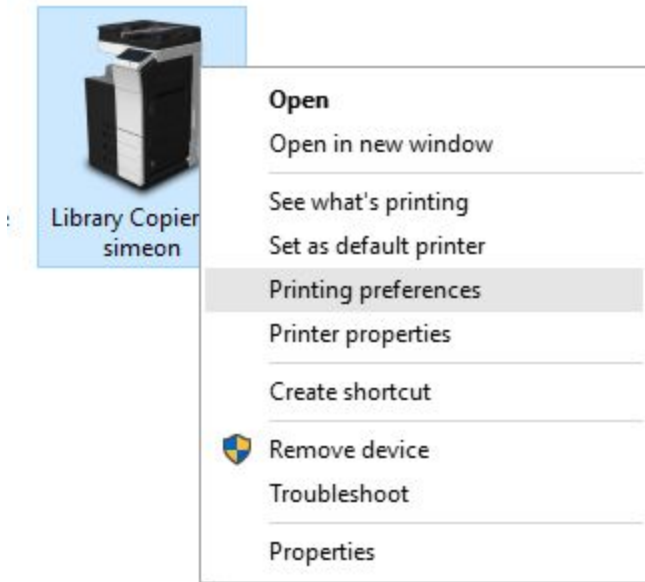 Library Copier
simeon
Open
Open in new window
See what's printing
Set as default printer
Printing preferences
Printer properties
Create shortcut
Remove device
Troubleshoot
Properties